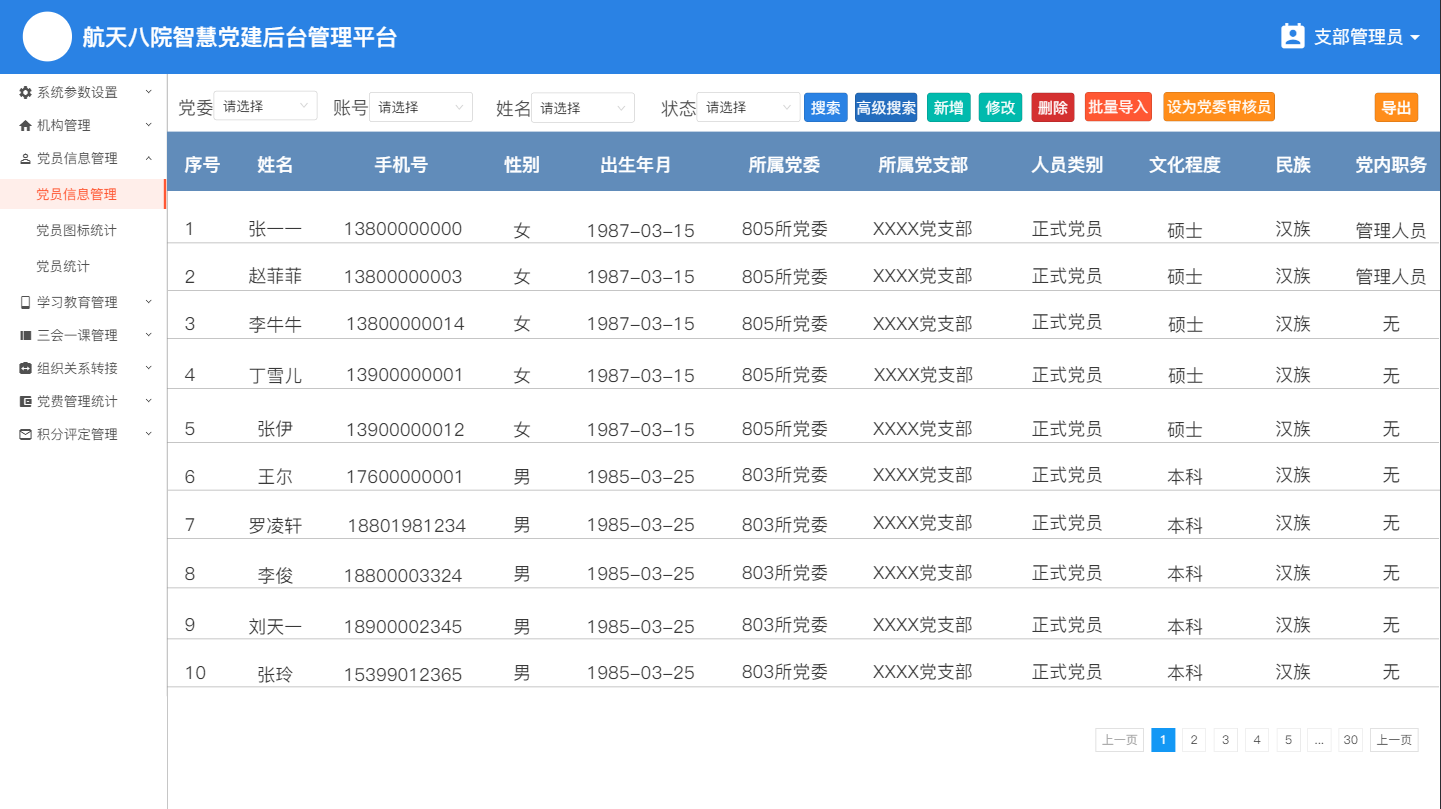 航天八院智慧党建后台管理平台
支部管理员
系统参数设置
机构管理
党员信息管理
党员信息管理
党员图标统计
党员统计
学习教育管理
三会一课管理
组织关系转接
党费管理统计
积分评定管理
党委 请选择 账号 请选择 姓名 请选择 状态 请选择 搜索 高级搜索 新增 修改 删除 批量导入 设为党委审核员 导出
序号 姓名 手机号 性别 出生年月 所属党委 所属党支部 人员类别 文化程度 民族 党内职务
1 张一一 13800000000 女 1987-03-15 805所党委 XXXX党支部 正式党员 硕士 汉族 管理人员
2 赵菲菲 13800000003 女 1987-03-15 805所党委 XXXX党支部 正式党员 硕士 汉族 管理人员
3 李牛牛 13800000014 女 1987-03-15 805所党委 XXXX党支部 正式党员 硕士 汉族 无
4 丁雪儿 13900000001 女 1987-03-15 805所党委 XXXX党支部 正式党员 硕士 汉族 无
5 张伊 13900000012 女 1987-03-15 805所党委 XXXX党支部 正式党员 硕士 汉族 无
6 王尔 17600000001 男 1985-03-25 803所党委 XXXX党支部 正式党员 本科 汉族 无
7 罗凌轩 18801981234 男 1985-03-25 803所党委 XXXX党支部 正式党员 本科 汉族 无
8 李俊 18800003324 男 1985-03-25 803所党委 XXXX党支部 正式党员 本科 汉族 无
9 刘天一 18900002345 男 1985-03-25 803所党委 XXXX党支部 正式党员 本科 汉族 无
10 张玲 15399012365 男 1985-03-25 803所党委 XXXX党支部 正式党员 本科 汉族 无
上一页 1 2 3 4 5 ... 30 上一页